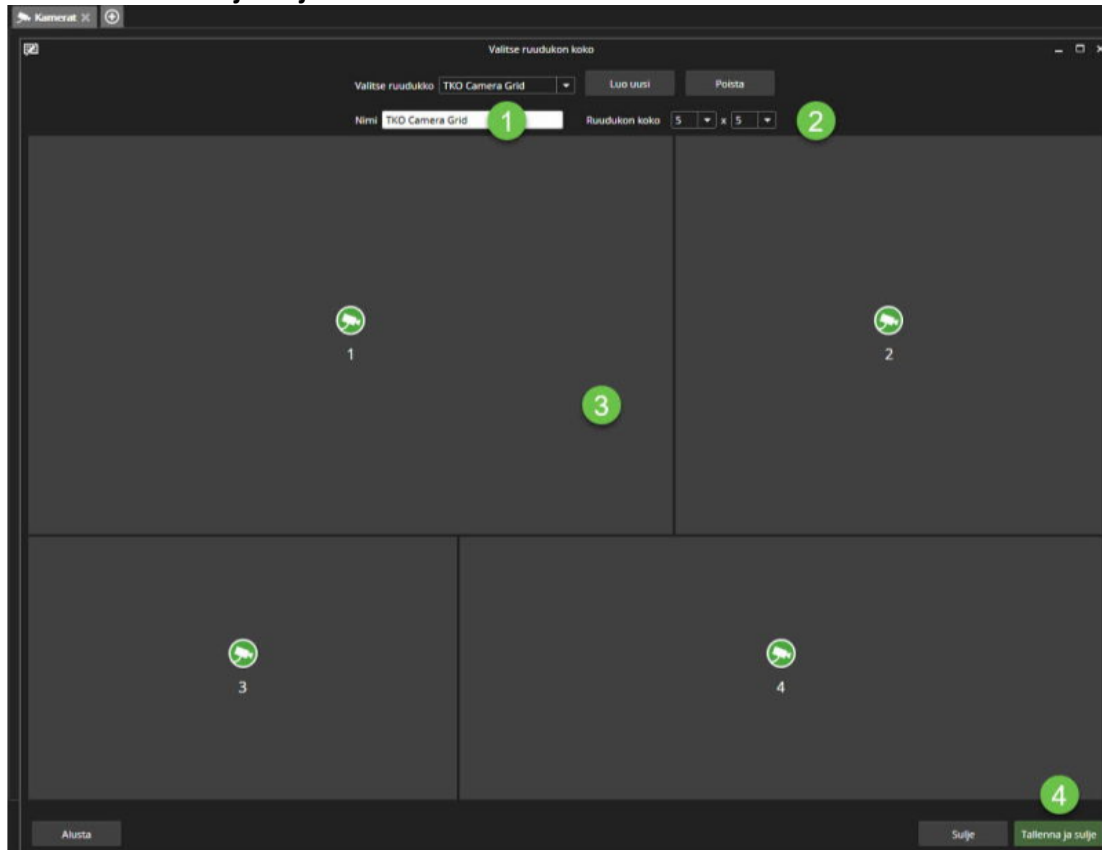 Kamerat
Valitse ruudukon koko
Valitse ruudukko TKO Camera Grid Luo uusi Poista
Nimi TKO Camera Grid 1 Ruudukon koko 5 x 5 2
1
2
3
3
4
4
Alusta Sulje Tallenna ja sulje